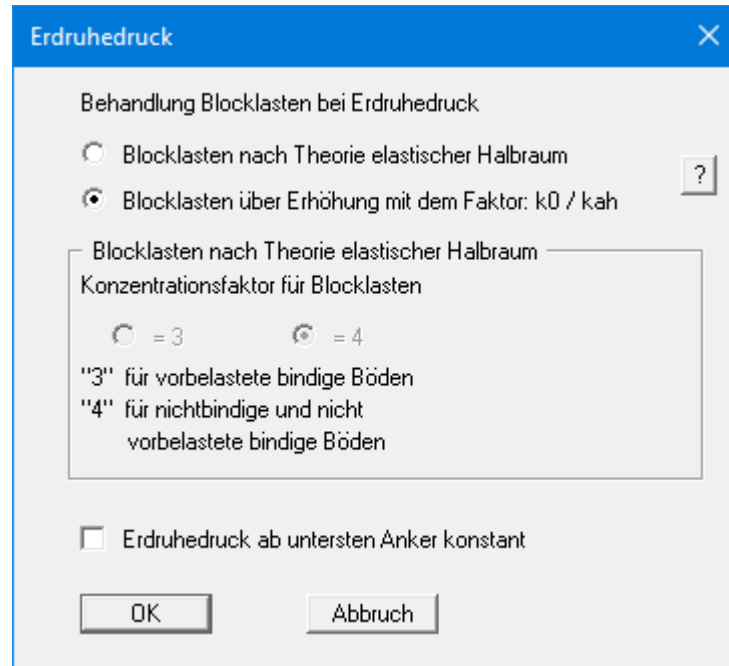 Erdruhedruck
Behandlung Blocklasten bei Erdruhedruck
Blocklasten nach Theorie elastischer Halbraum
?
Blocklasten über Erhöhung mit dem Faktor: k0 / kah
Blocklasten nach Theorie elastischer Halbraum
Konzentrationsfaktor für Blocklasten
= 3 = 4
"3" für vorbelastete bindige Böden
"4" für nichtbindige und nicht
vorbelastete bindige Böden
Erdruhedruck ab untersten Anker konstant
OK Abbruch